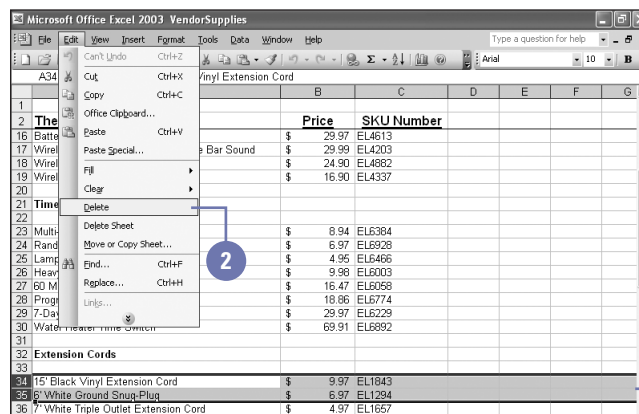 Microsoft Office Excel 2003 VendorSupplies
File Edit View Insert Format Tools Data Window Help Type a question for help
Arial 10 B
A34 Vinyl Extension Cord
B C D E F G
1
2 The Price SKU Number
16 Batte $ 29.97 EL4613
17 Wirel e Bar Sound $ 29.99 EL4203
18 Wirel $ 24.90 EL4882
19 Wirel $ 16.90 EL4337
20
21 Time
22
23 Multi- $ 8.94 EL6384
24 Rand $ 6.97 EL6928
25 Lamp $ 4.95 EL6466
26 Heav $ 9.98 EL6003
27 60 M $ 16.47 EL6058
28 Progr $ 18.86 EL6774
29 7-Day $ 29.97 EL6229
30 Water Heater Time Switch $ 69.91 EL6892
31
32 Extension Cords
33
34 15' Black Vinyl Extension Cord $ 9.97 EL1843
35 6' White Ground Snug-Plug $ 6.97 EL1294
36 7' White Triple Outlet Extension Cord $ 4.97 EL1657
Can't Undo Ctrl+Z
Cut Ctrl+X
Copy Ctrl+C
Office Clipboard...
Paste Ctrl+V
Paste Special...
Fill
Clear
Delete
Delete Sheet
Move or Copy Sheet...
Find... Ctrl+F
Replace... Ctrl+H
Links...
2